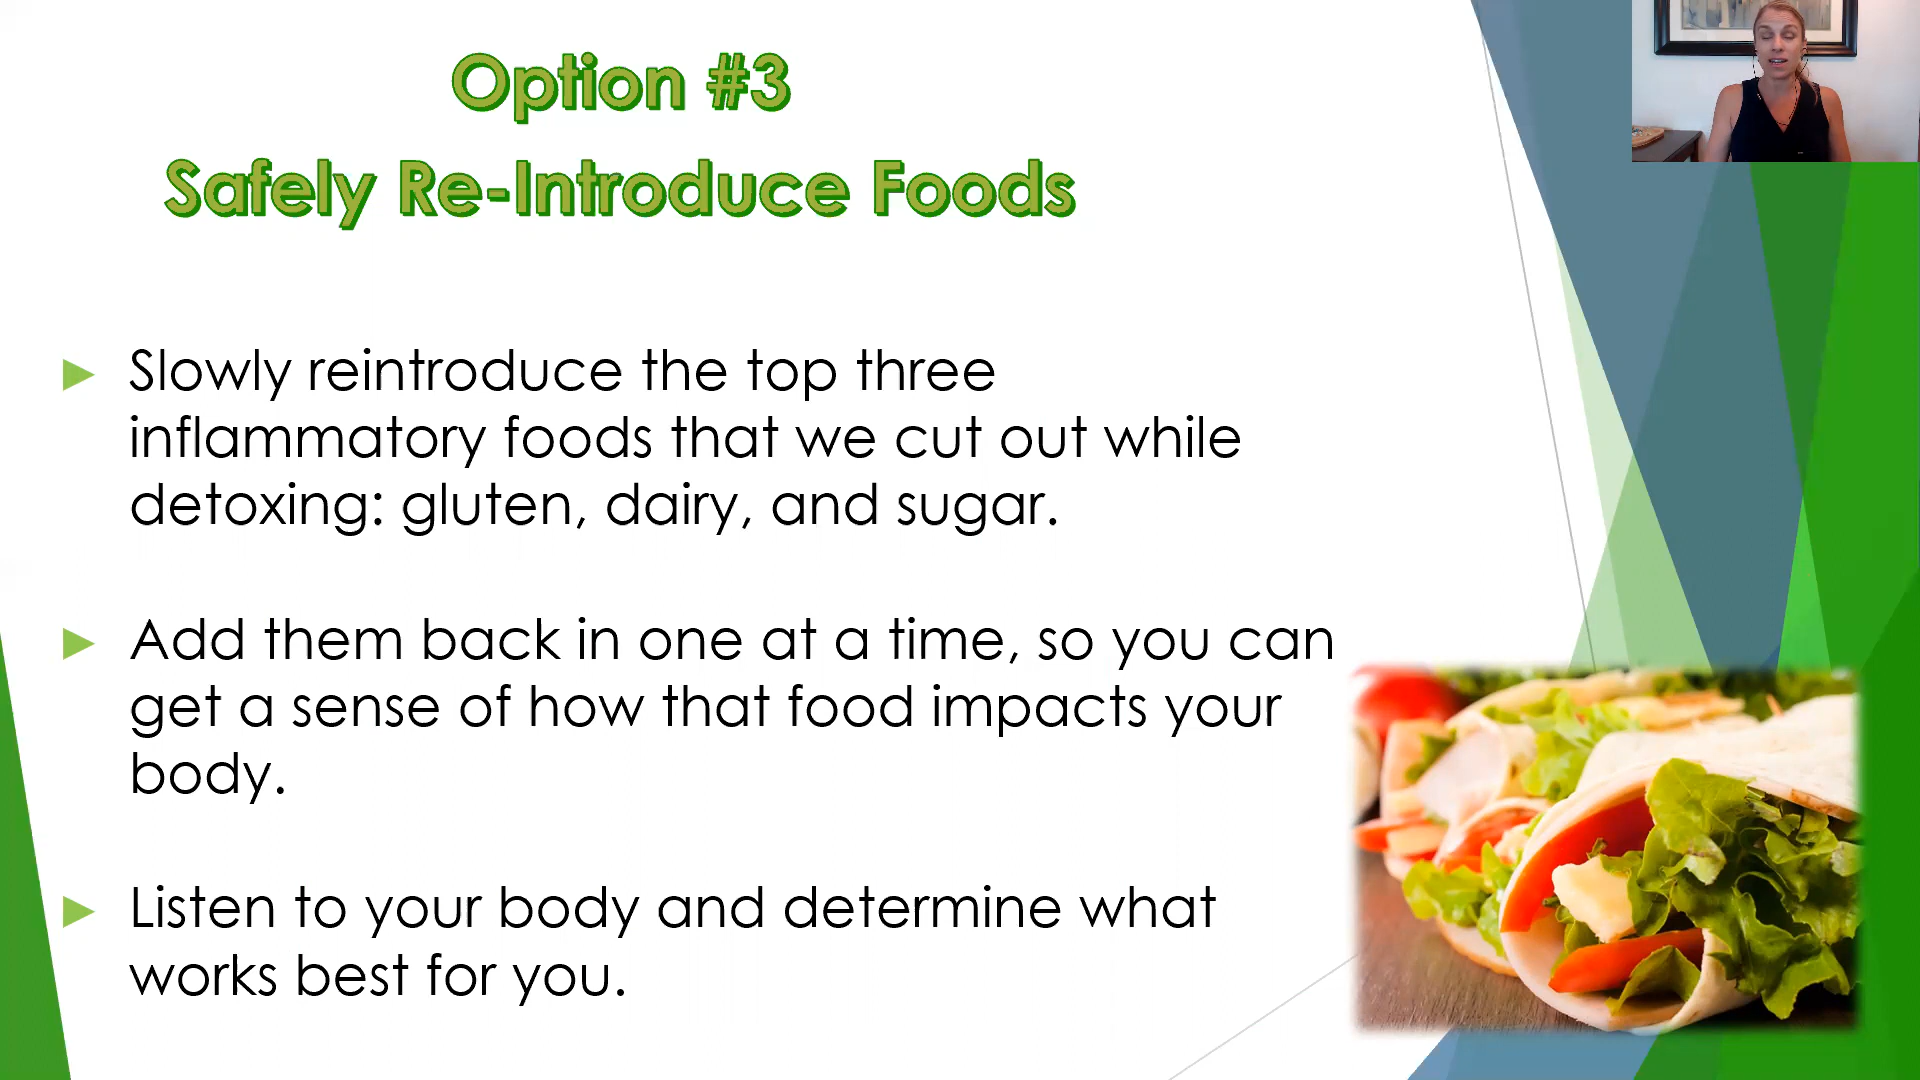 Option #3
Safely Re-Introduce Foods
Slowly reintroduce the top three
inflammatory foods that we cut out while
detoxing: gluten, dairy, and sugar.
Add them back in one at a time, so you can
get a sense of how that food impacts your
body.
Listen to your body and determine what
works best for you.